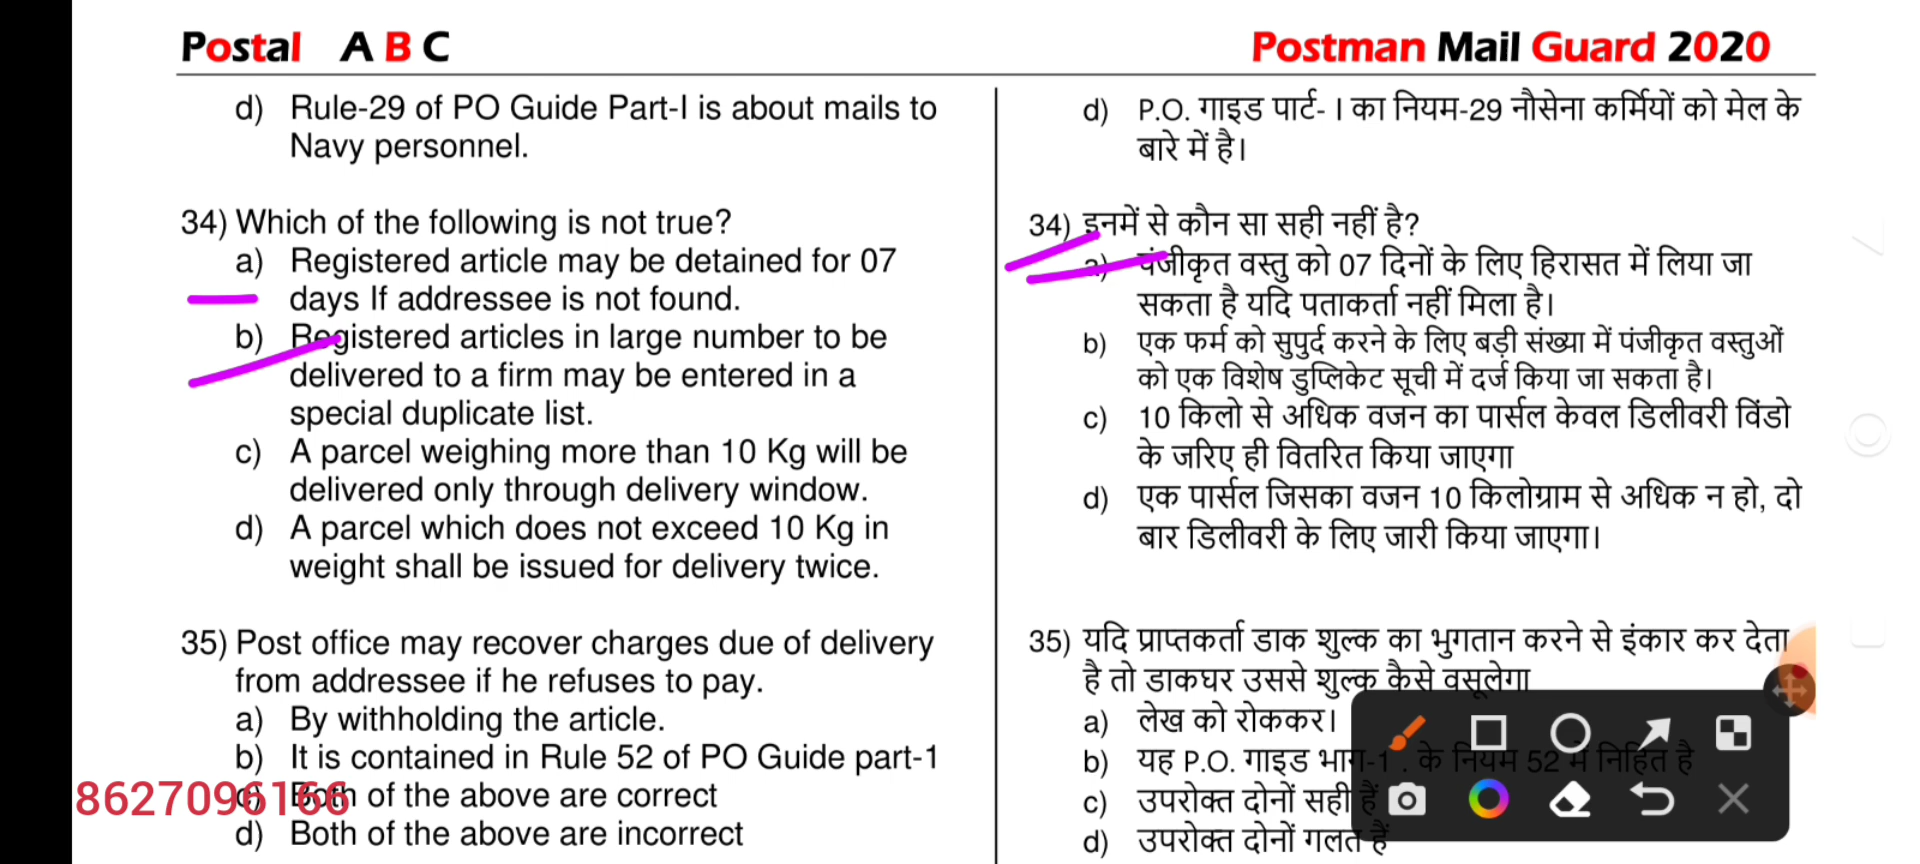 Postal A B C
Postman Mail Guard 2020
d) Rule-29 of PO Guide Part-I is about mails to
Navy personnel.
34) Which of the following is not true?
a) Registered article may be detained for 07
days If addressee is not found.
b) Registered articles in large number to be
delivered to a firm may be entered in a
special duplicate list.
c) A parcel weighing more than 10 Kg will be
delivered only through delivery window.
d) A parcel which does not exceed 10 Kg in
weight shall be issued for delivery twice.
35) Post office may recover charges due of delivery
from addressee if he refuses to pay.
a) By withholding the article.
b) It is contained in Rule 52 of PO Guide part-1
c) Both of the above are correct
d) Both of the above are incorrect
8627096166
d) P.O. गाइड पार्ट- I का नियम-29 नौसेना कर्मियों को मेल के
बारे में है।
34) इनमें से कौन सा सही नहीं है?
a) पंजीकृत वस्तु को 07 दिनों के लिए हिरासत में लिया जा
सकता है यदि पताकर्ता नहीं मिला है।
b) एक फर्म को सुपुर्द करने के लिए बड़ी संख्या में पंजीकृत वस्तुओं
को एक विशेष डुप्लिकेट सूची में दर्ज किया जा सकता है।
c) 10 किलो से अधिक वजन का पार्सल केवल डिलीवरी विंडो
के जरिए ही वितरित किया जाएगा
d) एक पार्सल जिसका वजन 10 किलोग्राम से अधिक न हो, दो
बार डिलीवरी के लिए जारी किया जाएगा।
35) यदि प्राप्तकर्ता डाक शुल्क का भुगतान करने से इंकार कर देता
है तो डाकघर उससे शुल्क कैसे वसूलेगा
a) लेख को रोककर।
b) यह P.O. गाइड भाग-1 . के नियम 52 में निहित है
c) उपरोक्त दोनों सही हैं
d) उपरोक्त दोनों गलत हैं